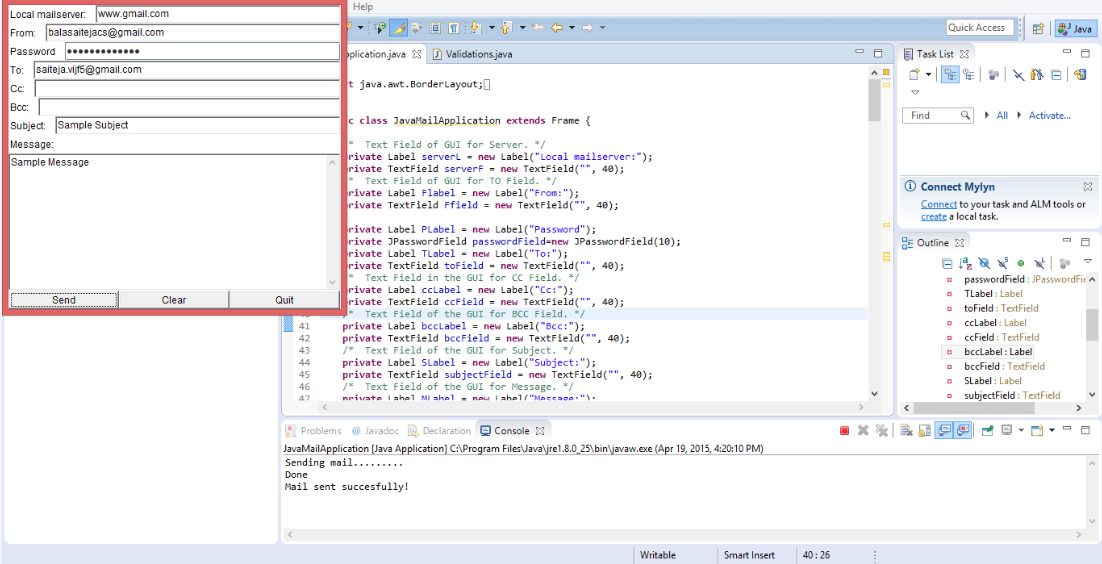 Local mailserver: www.gmail.com
From: balasaitejacs@gmail.com
Password •••••••••••••
To: saiteja.vijf5@gmail.com
Cc:
Bcc:
Subject: Sample Subject
Message:
Sample Message
Send Clear Quit
Help
Quick Access
Java
plication.java Validations.java
t java.awt.BorderLayout;
c class JavaMailApplication extends Frame {
* Text Field of GUI for Server. */
private Label serverL = new Label("Local mailserver:");
private TextField serverF = new TextField("", 40);
* Text Field of GUI for TO Field. */
private Label Flabel = new Label("From:");
private TextField Ffield = new TextField("", 40);
private Label PLabel = new Label("Password");
private JPasswordField passwordField=new JPasswordField(10);
private Label TLabel = new Label("To:");
private TextField toField = new TextField("", 40);
* Text Field in the GUI for CC Field. */
private Label ccLabel = new Label("Cc:");
private TextField ccField = new TextField("", 40);
40 /* Text Field of the GUI for BCC Field. */
41 private Label bccLabel = new Label("Bcc:");
42 private TextField bccField = new TextField("", 40);
43 /* Text Field of the GUI for Subject. */
44 private Label SLabel = new Label("Subject:");
45 private TextField subjectField = new TextField("", 40);
46 /* Text Field of the GUI for Message. */
47 private Label MLabel = new Label("Message:");
Task List
Find All Activate...
Connect Mylyn
Connect to your task and ALM tools or
create a local task.
Outline
passwordField : JPasswordFie
TLabel : Label
toField : TextField
ccLabel : Label
ccField : TextField
bccLabel : Label
bccField : TextField
SLabel : Label
subjectField : TextField
Problems @ Javadoc Declaration Console
JavaMailApplication [Java Application] C:\Program Files\Java\jre1.8.0_25\bin\javaw.exe (Apr 19, 2015, 4:20:10 PM)
Sending mail.........
Done
Mail sent succesfully!
Writable Smart Insert 40 : 26